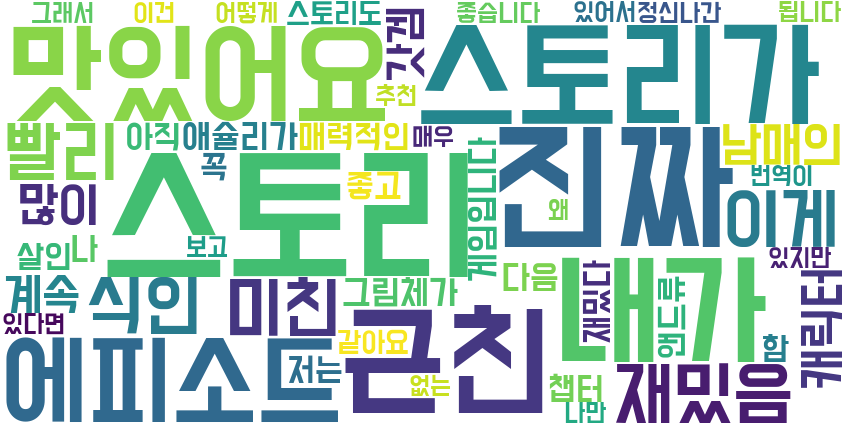 그래서 이건 어떻게 스토리도 갓겜 좋습니다 있어서 정신나간 됩니다
맛있어요 스토리가
추천
빨리 아직 애슐리가 매력적인 매우 진짜 남매의
꼭 스토리 좋고 게임입니다 왜 번역이
많이 이게
살인 나 보고 있지만
계속 식인 미친 그림체가 다음 재밌다 내가 앤드류 캐릭터
있다면 근친
에피소드 저는 같아요 함
없는 챕터 재밌음
나만